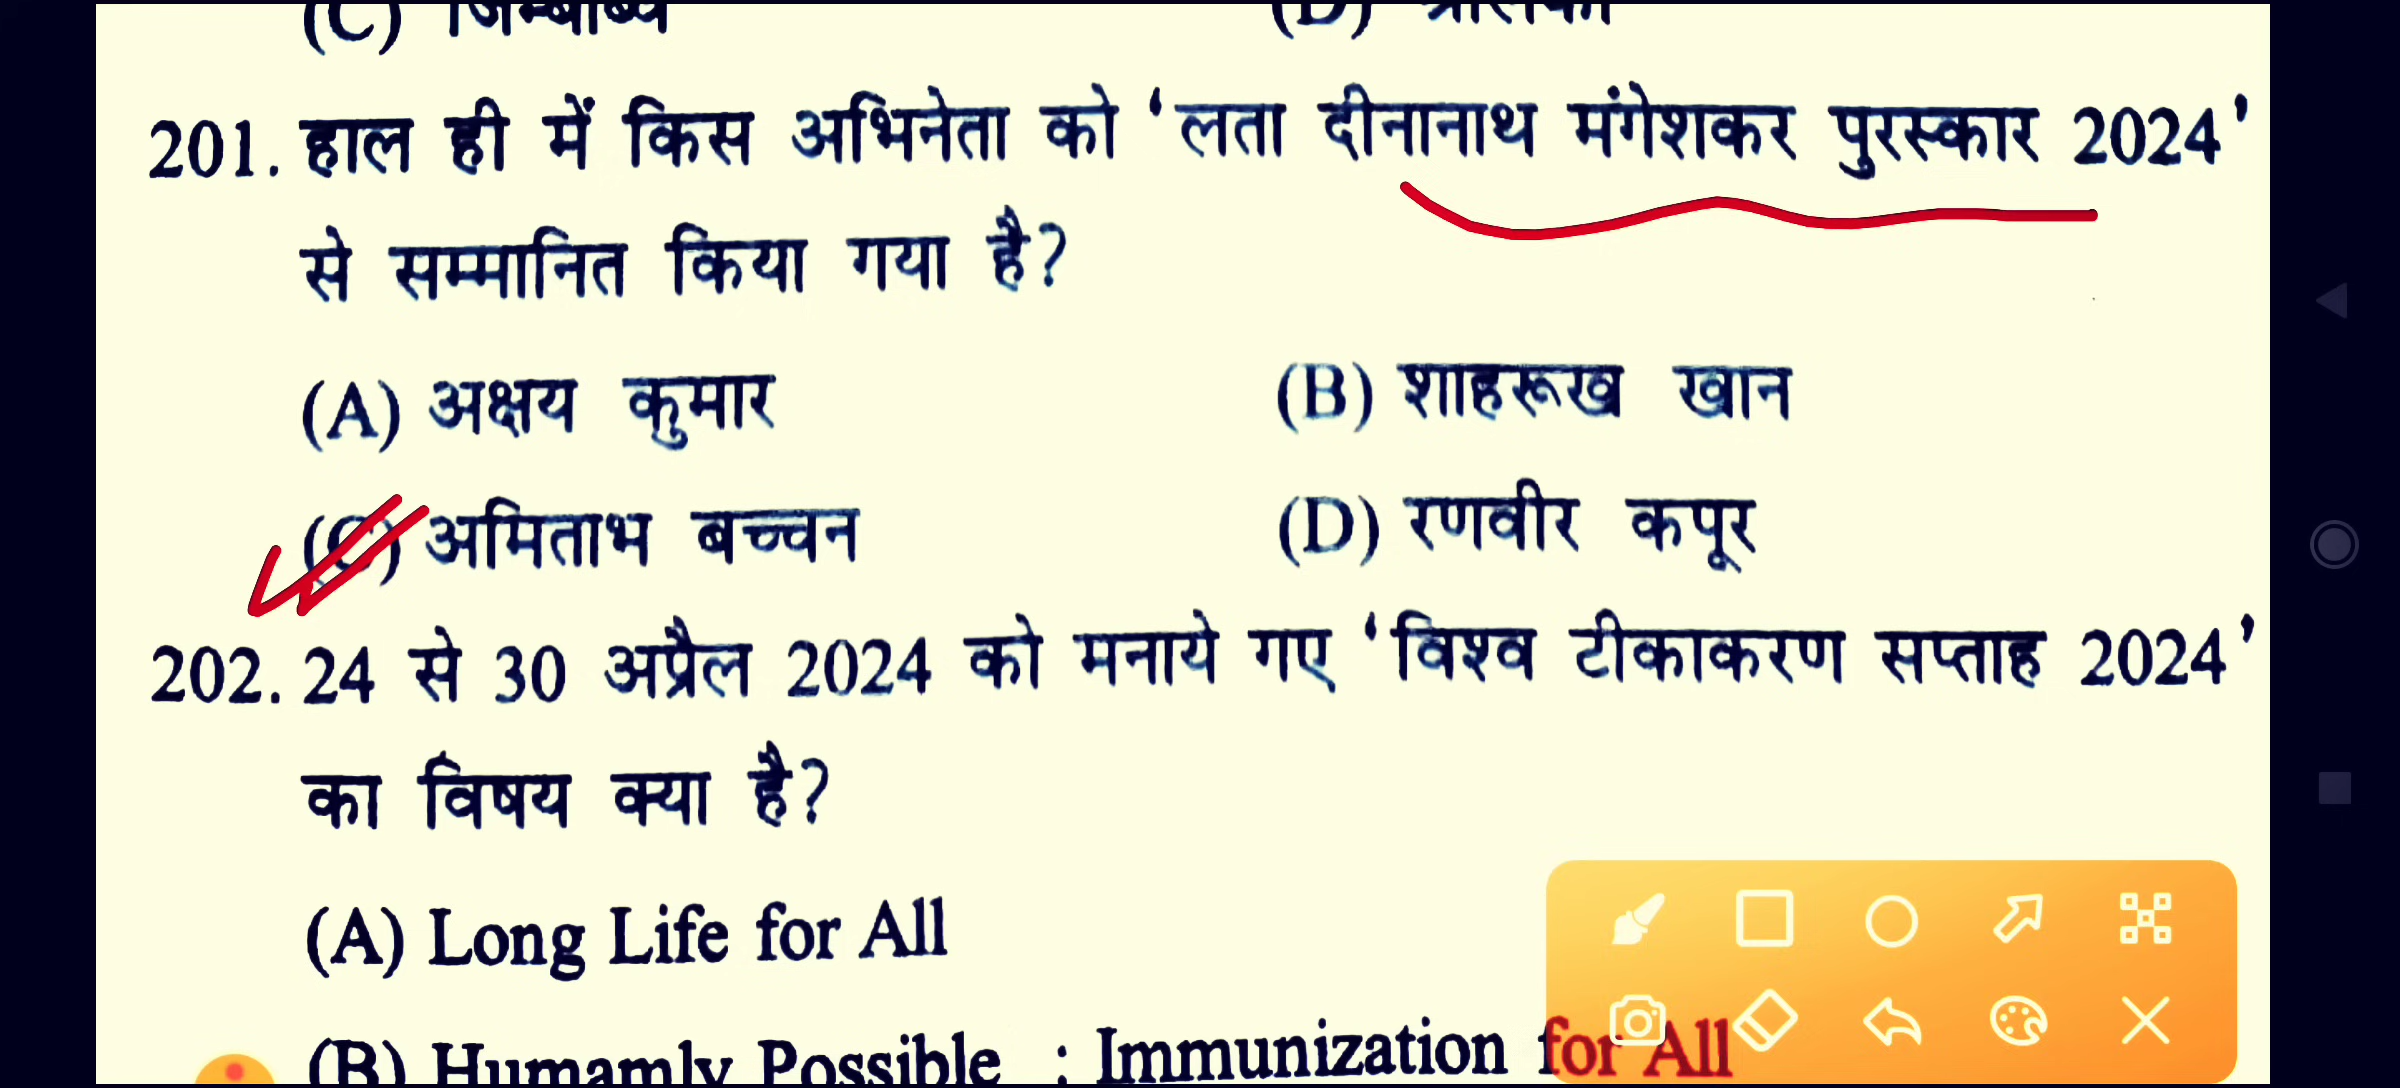 (C) जिम्बाब्वे (D) श्रीलंका
201. हाल ही में किस अभिनेता को ‘लता दीनानाथ मंगेशकर पुरस्कार 2024’
से सम्मानित किया गया है?
(A) अक्षय कुमार (B) शाहरूख खान
(C) अमिताभ बच्चन (D) रणवीर कपूर
202. 24 से 30 अप्रैल 2024 को मनाये गए ‘विश्व टीकाकरण सप्ताह 2024’
का विषय क्या है?
(A) Long Life for All
(B) Humamly Possible : Immunization for All